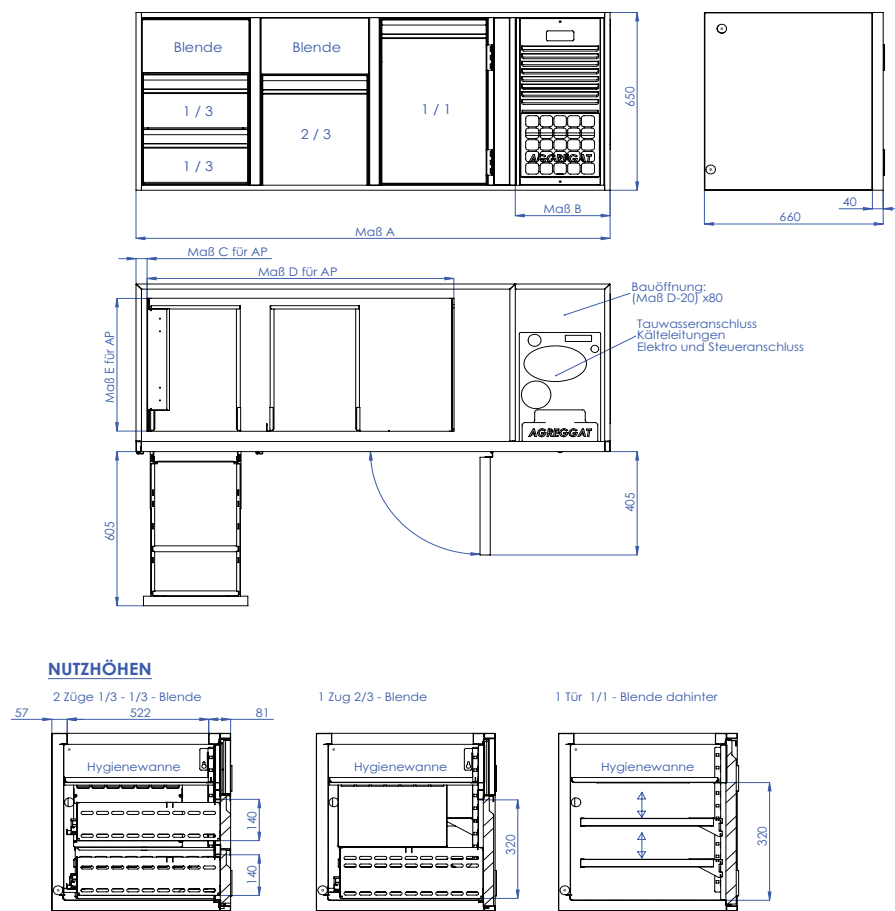 Blende
Blende
1 / 3
1 / 3
2 / 3
1 / 1
AGGREGAT
650
Maß B
Maß A
40
660
Maß C für AP
Maß D für AP
Maß E für AP
Bauöffnung:
(Maß D-20) x80
Tauwasseranschluss
Kälteleitungen
Elektro und Steueranschluss
AGREGGAT
605
405
NUTZHÖHEN
2 Züge 1/3 - 1/3 - Blende
57
522
81
Hygienewanne
140
140
1 Zug 2/3 - Blende
Hygienewanne
320
1 Tür 1/1 - Blende dahinter
Hygienewanne
320